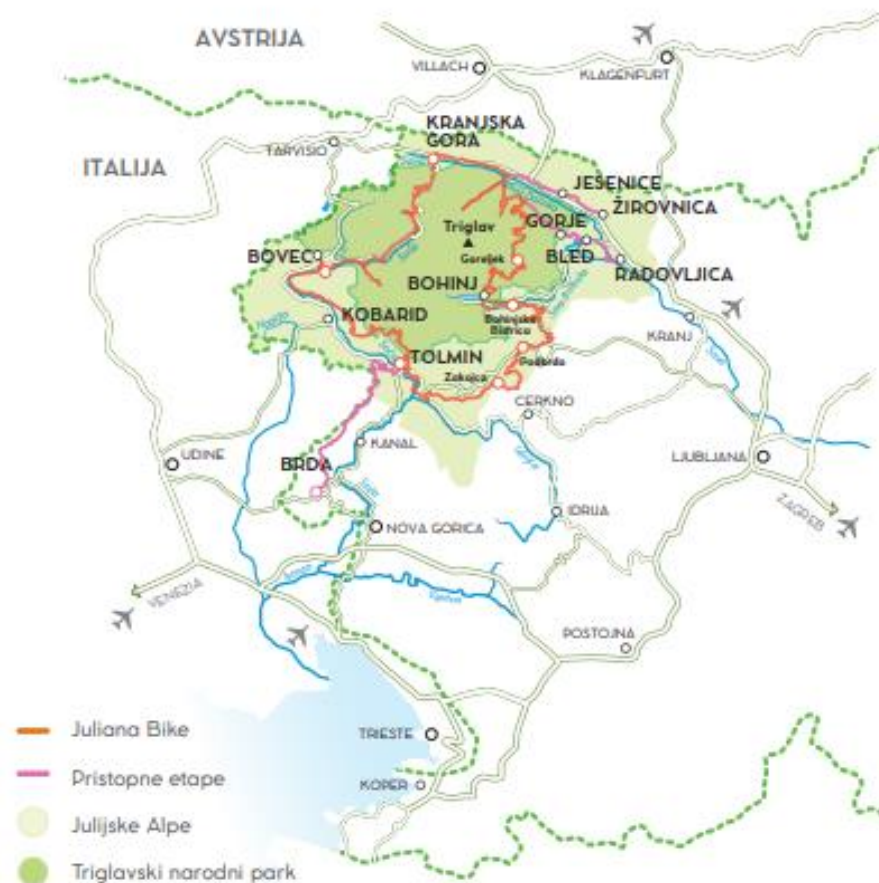 AVSTRIJA
VILLACH
KLAGENFURT
KRANJSKA
GORA
TARVISIO
ITALIJA
JESENICE
ŽIROVNICA
GORJE
Triglav
BOVEC
Goreljek
BLED
RADOVLJICA
BOHINJ
KOBARID
Bohinjska
Bistrica
KRANJ
TOLMIN
Podbrdo
Zakojca
CERKNO
KANAL
UDINE
BRDA
LJUBLJANA
ZAGREB
IDRIJA
NOVA GORICA
VENEZIA
POSTOJNA
TRIESTE
KOPER
Juliana Bike
Pristopne etape
Julijske Alpe
Triglavski narodni park